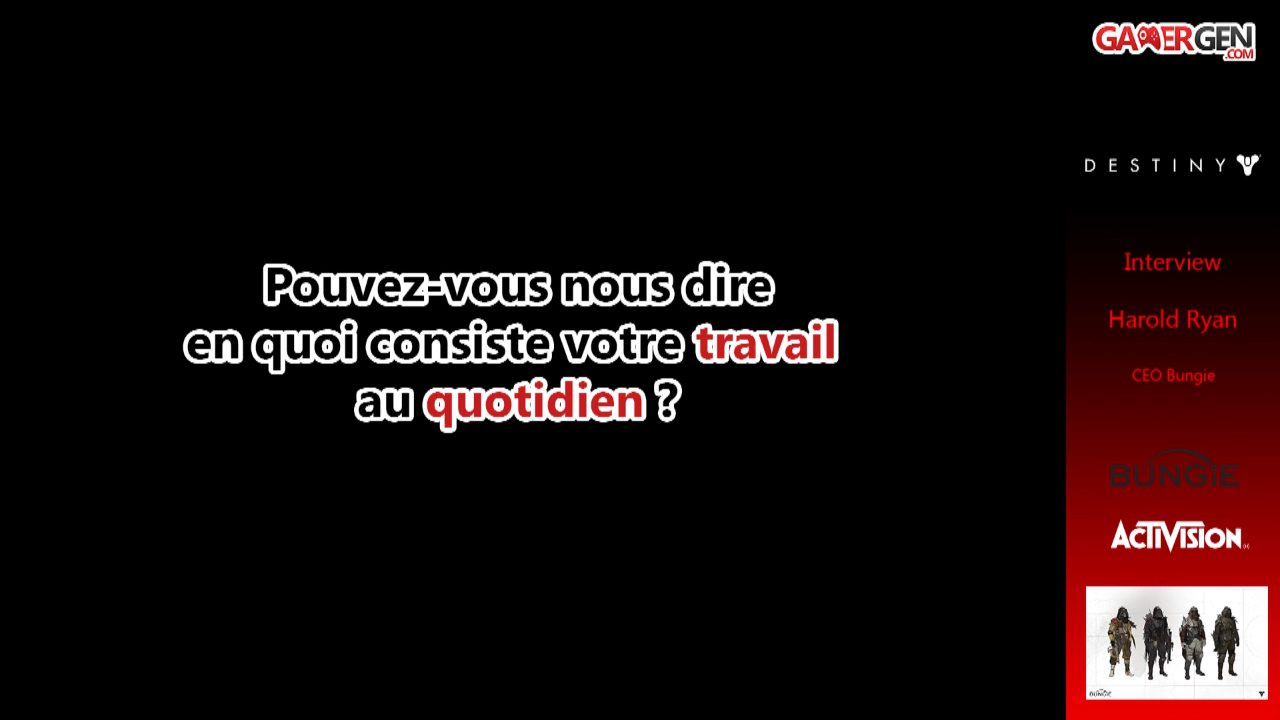 GAMERGEN
.COM
DESTINY
Pouvez-vous nous dire
en quoi consiste votre travail
au quotidien ?
Interview
Harold Ryan
CEO Bungie
BUNGiE
ACTIVISION
BUNGiE